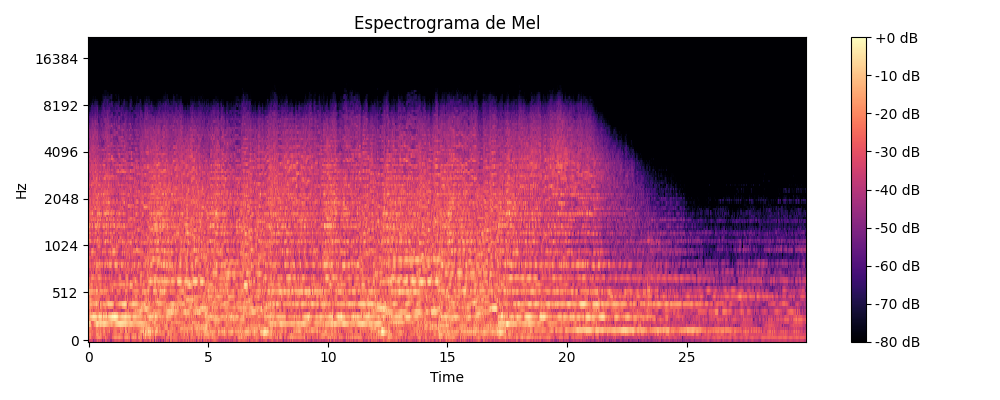 Espectrograma de Mel
Hz
16384
8192
4096
2048
1024
512
0
0 5 10 15 20 25
Time
+0 dB
-10 dB
-20 dB
-30 dB
-40 dB
-50 dB
-60 dB
-70 dB
-80 dB